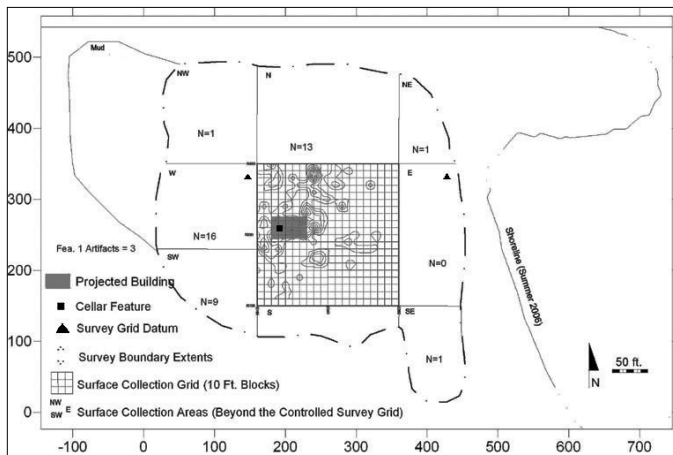 500
400
300
200
100
0
Mud
NW
N
NE
N=1
N=13
N=1
W
E
N=16
Fea. 1 Artifacts = 3
SW
N=0
Projected Building
Cellar Feature
N=9
S
SE
Survey Grid Datum
Survey Boundary Extents
N=1
Surface Collection Grid (10 Ft. Blocks)
NW
SW E Surface Collection Areas (Beyond the Controlled Survey Grid)
Shoreline (Summer 2006)
50 ft.
N
-100 0 100 200 300 400 500 600 700